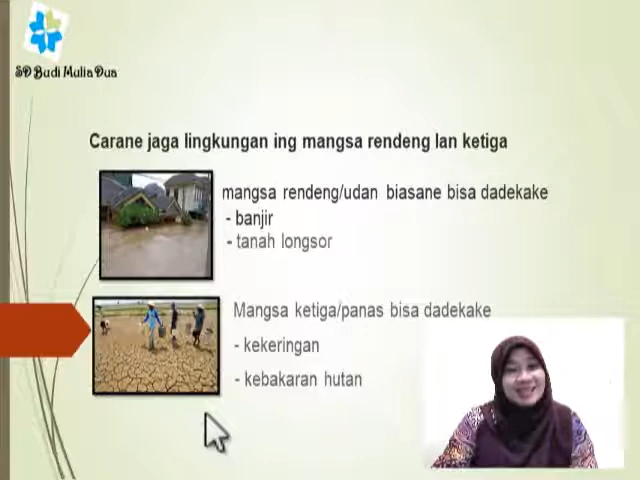 SD Budi Mulia Dua
Carane jaga lingkungan ing mangsa rendeng lan ketiga
mangsa rendeng/udan biasane bisa dadekake
- banjir
- tanah longsor
Mangsa ketiga/panas bisa dadekake
- kekeringan
- kebakaran hutan